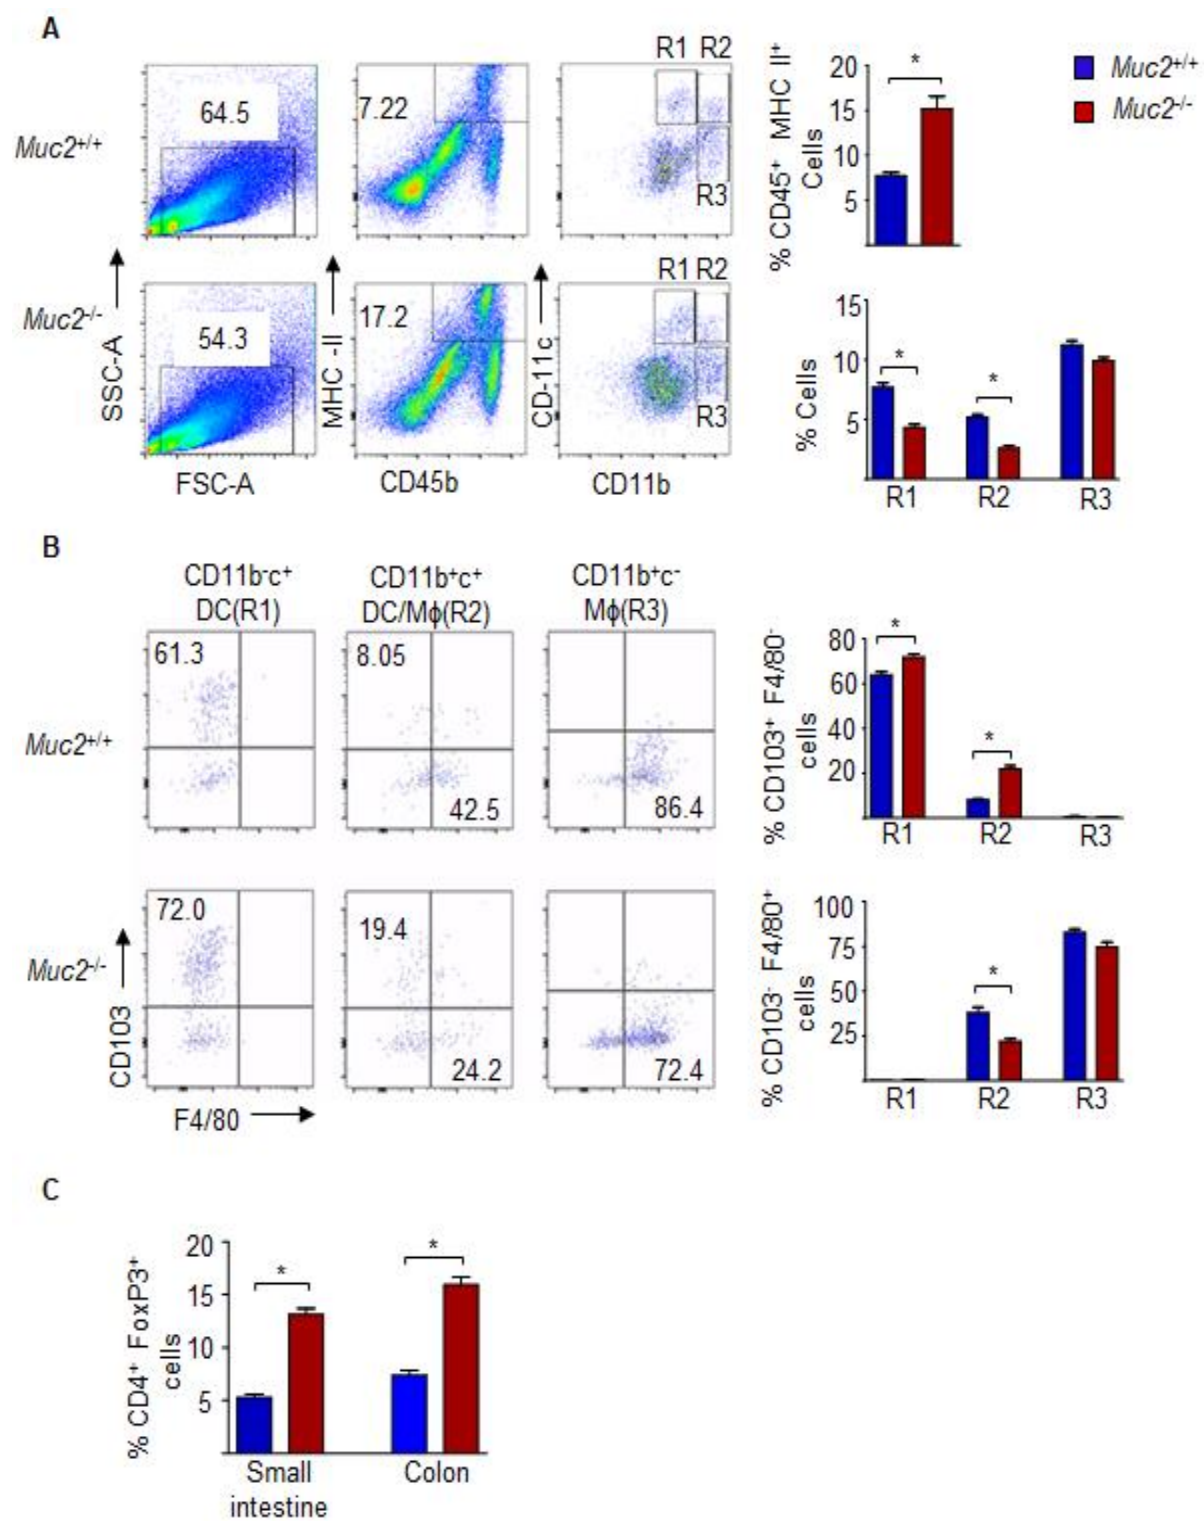 A
R1 R2
64.5
7.22
Muc2+/+
R3
R1 R2
54.3
17.2
Muc2-/-
R3
SSC-A
MHC -II
CD-11c
FSC-A
CD45b
CD11b
% CD45+ MHC II+
Cells
20
15
10
5
*
Muc2+/+
Muc2-/-
% Cells
15
10
5
*
*
R1
R2
R3
B
CD11b-c+
DC(R1)
CD11b+c+
DC/Mϕ(R2)
CD11b+c-
Mϕ(R3)
61.3
8.05
Muc2+/+
42.5
86.4
72.0
19.4
Muc2-/-
24.2
72.4
CD103
F4/80
% CD103+ F4/80-
cells
80
60
40
20
*
*
R1
R2
R3
% CD103- F4/80+
cells
100
75
50
25
*
R1
R2
R3
C
% CD4+ FoxP3+
cells
20
15
10
5
*
*
Small
intestine
Colon